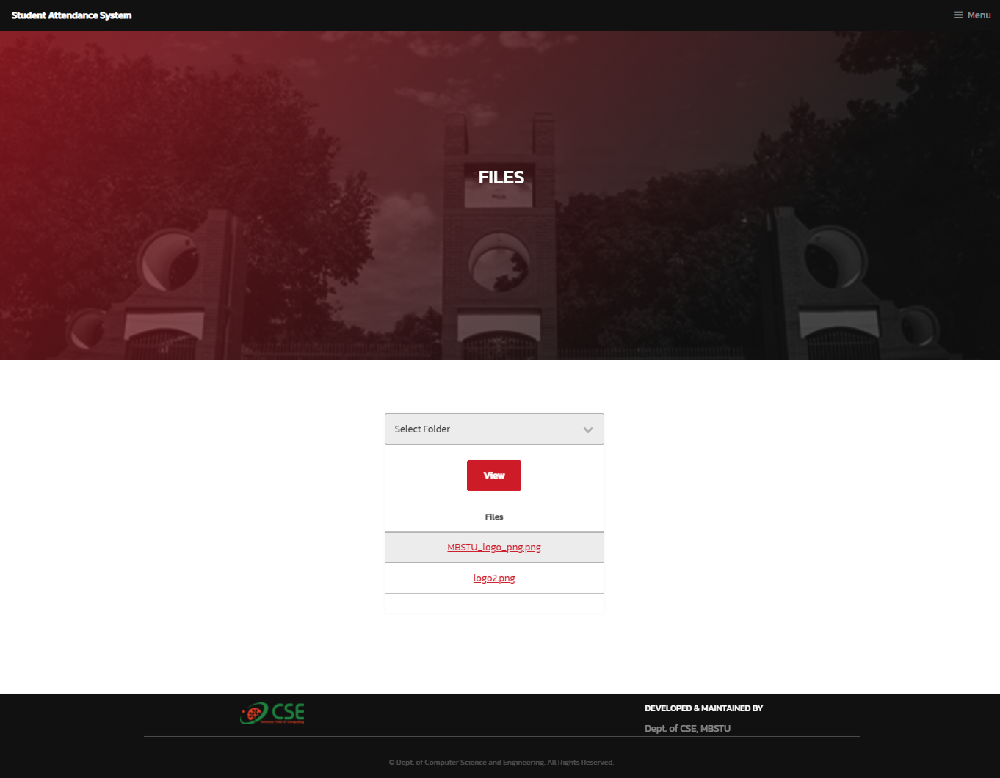 Student Attendance System
Menu
FILES
Select Folder
View
Files
MBSTU_logo_png.png
logo2.png
CSE
DEVELOPED & MAINTAINED BY
Dept. of CSE, MBSTU
© Dept. of Computer Science and Engineering. All Rights Reserved.